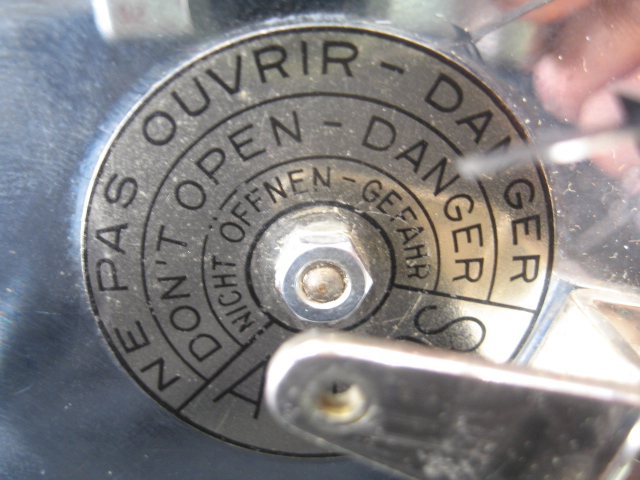 NE PAS OUVRIR - DANGER
DON'T OPEN - DANGER
NICHT ÖFFNEN - GEFAHR